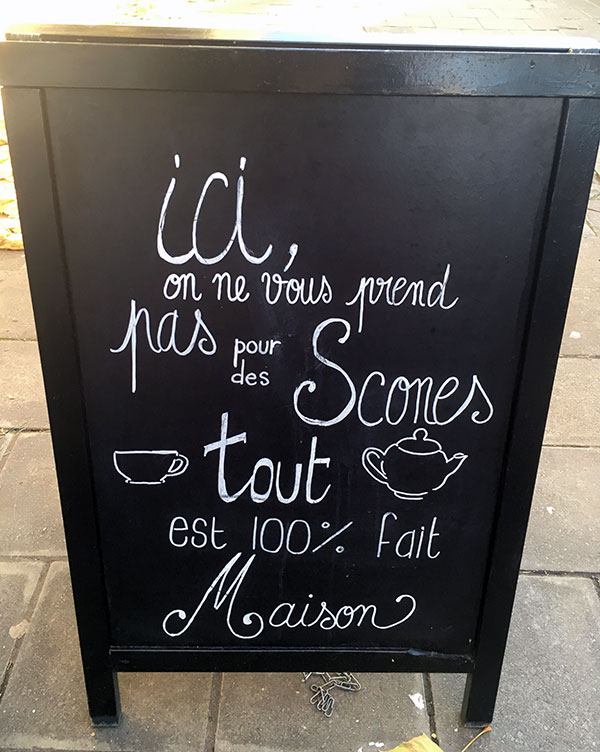 ici,
on ne vous prend
pas pour des Scones
tout
est 100% fait
Maison